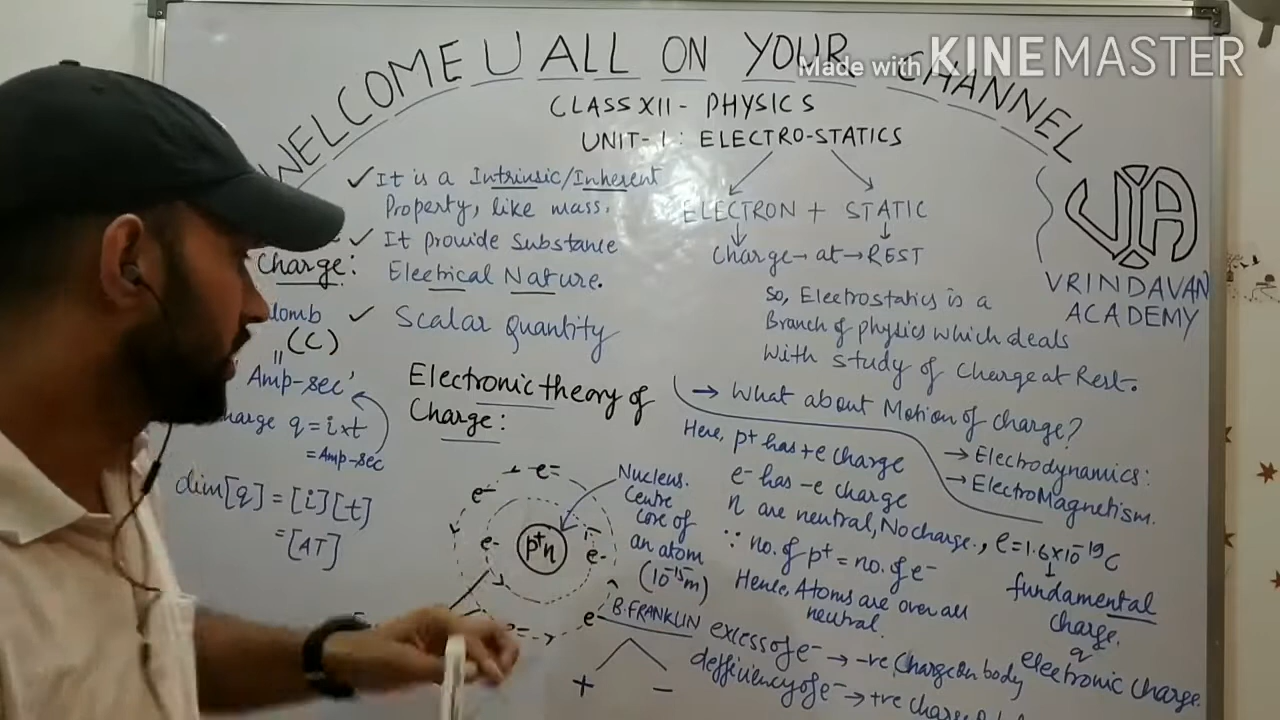 WELCOME U ALL ON YOUR CHANNEL
Made with KINEMASTER
CLASS XII - PHYSICS
UNIT-1: ELECTRO-STATICS
ELECTRON + STATIC
Charge → at → REST
So, Electrostatics is a
Branch of physics which deals
With study of Charge at Rest.
→ What about Motion of charge?
→ Electrodynamics:
→ ElectroMagnetism.
VA
VRINDAVAN
ACADEMY
✓ It is a Intrinsic/Inherent
Property, like mass.
✓ It provide Substance
Electrical Nature.
✓ Scalar Quantity
Charge:
lomb
(C)
"
Amp-sec'
harge q = i×t
= Amp-sec
dim[q] = [i][t]
= [AT]
Electronic theory of
Charge:
Nucleus.
Centre
Core of
an atom
(10⁻¹⁵m)
e-
e-
e-
e-
e-
p+n
Here, p+ has +e charge
e- has -e charge
n are neutral, No charge.,
∵ no. of p+ = no. of e-
Hence, Atoms are over all
neutral.
e = 1.6×10⁻¹⁹C
↓
fundamental
charge.
electronic charge.
B. FRANKLIN
+ −
excess of e- → -ve Charge on body
defficiency of e- → +ve charge